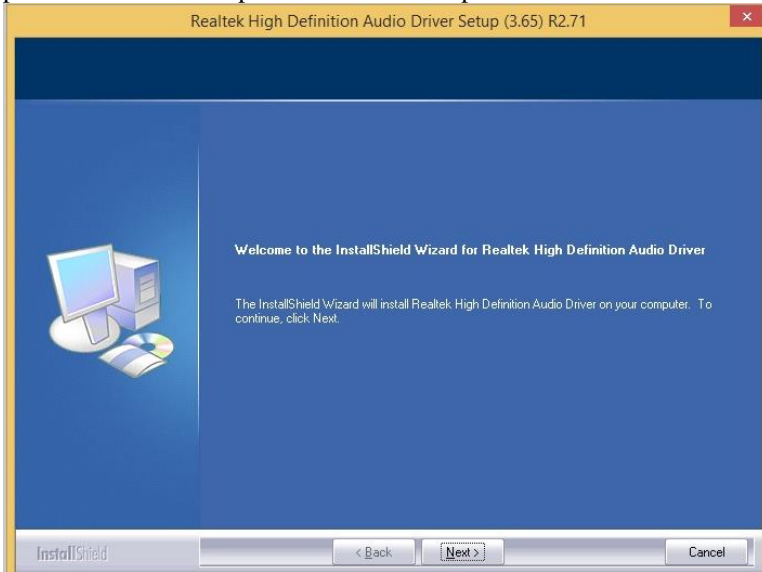 Realtek High Definition Audio Driver Setup (3.65) R2.71
Welcome to the InstallShield Wizard for Realtek High Definition Audio Driver
The InstallShield Wizard will install Realtek High Definition Audio Driver on your computer. To
continue, click Next.
InstallShield
< Back
Next >
Cancel